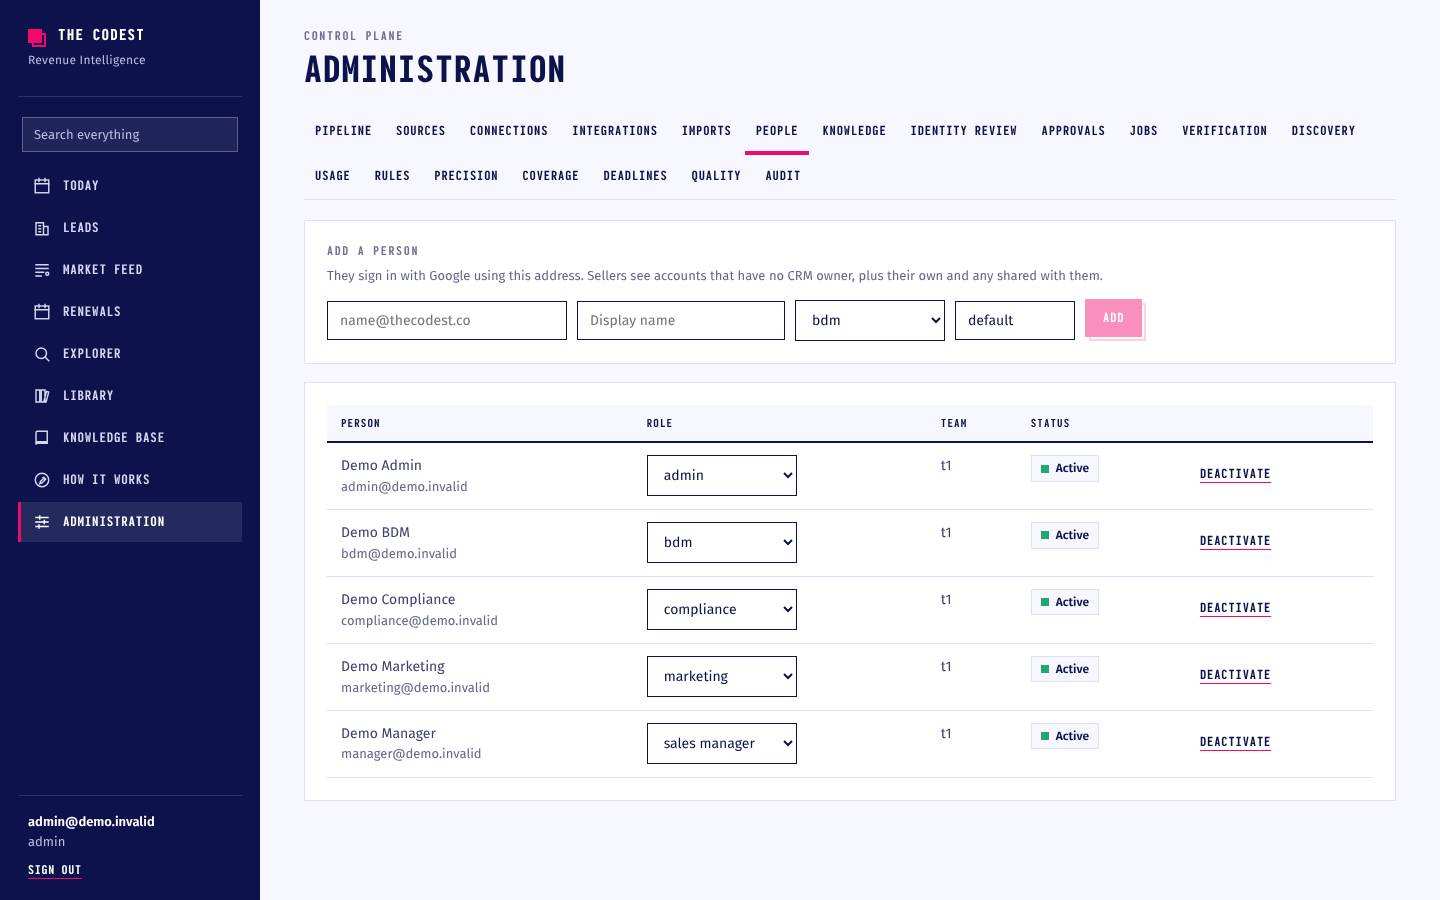 THE CODEST
Revenue Intelligence
Search everything
TODAY
LEADS
MARKET FEED
RENEWALS
EXPLORER
LIBRARY
KNOWLEDGE BASE
HOW IT WORKS
ADMINISTRATION
admin@demo.invalid
admin
SIGN OUT
CONTROL PLANE
ADMINISTRATION
PIPELINE SOURCES CONNECTIONS INTEGRATIONS IMPORTS PEOPLE KNOWLEDGE IDENTITY REVIEW APPROVALS JOBS VERIFICATION DISCOVERY
USAGE RULES PRECISION COVERAGE DEADLINES QUALITY AUDIT
ADD A PERSON
They sign in with Google using this address. Sellers see accounts that have no CRM owner, plus their own and any shared with them.
name@thecodest.co Display name bdm default ADD
PERSON ROLE TEAM STATUS
Demo Admin admin t1 Active DEACTIVATE
admin@demo.invalid
Demo BDM bdm t1 Active DEACTIVATE
bdm@demo.invalid
Demo Compliance compliance t1 Active DEACTIVATE
compliance@demo.invalid
Demo Marketing marketing t1 Active DEACTIVATE
marketing@demo.invalid
Demo Manager sales manager t1 Active DEACTIVATE
manager@demo.invalid